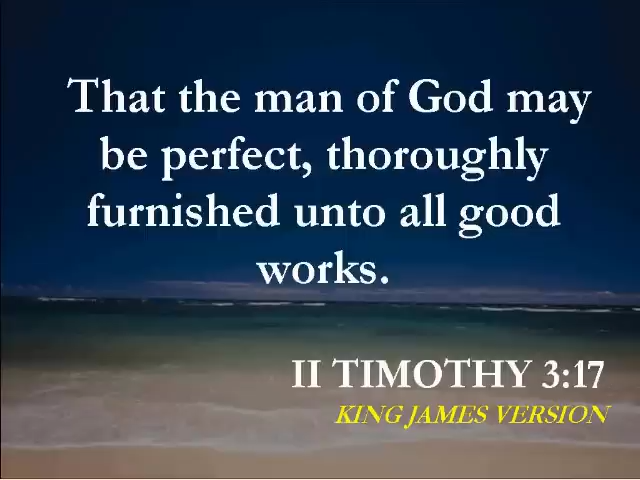 That the man of God may
be perfect, thoroughly
furnished unto all good
works.
II TIMOTHY 3:17
KING JAMES VERSION